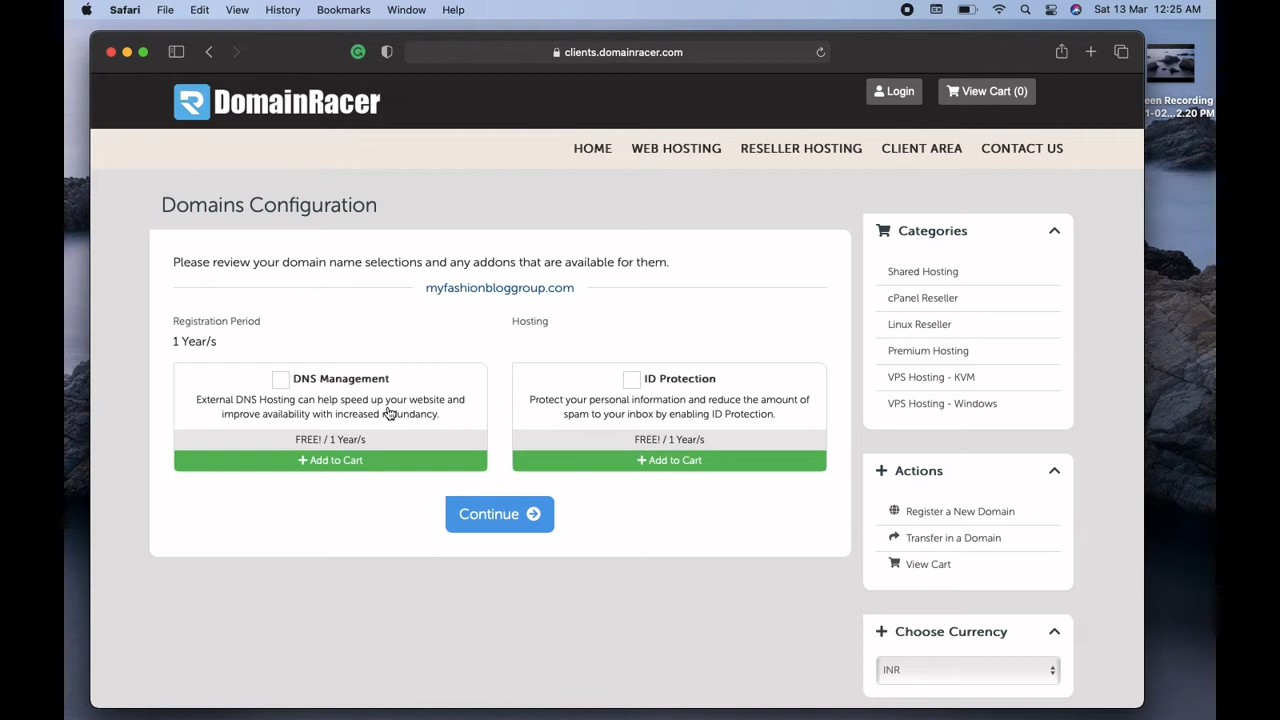 Safari File Edit View History Bookmarks Window Help Sat 13 Mar 12:25 AM
clients.domainracer.com
een Recording
1-02...2.20 PM
DomainRacer
Login
View Cart (0)
HOME WEB HOSTING RESELLER HOSTING CLIENT AREA CONTACT US
Domains Configuration
Please review your domain name selections and any addons that are available for them.
myfashionbloggroup.com
Registration Period
1 Year/s
Hosting
DNS Management
External DNS Hosting can help speed up your website and
improve availability with increased redundancy.
FREE! / 1 Year/s
+ Add to Cart
ID Protection
Protect your personal information and reduce the amount of
spam to your inbox by enabling ID Protection.
FREE! / 1 Year/s
+ Add to Cart
Continue
Categories
Shared Hosting
cPanel Reseller
Linux Reseller
Premium Hosting
VPS Hosting - KVM
VPS Hosting - Windows
+ Actions
Register a New Domain
Transfer in a Domain
View Cart
+ Choose Currency
INR